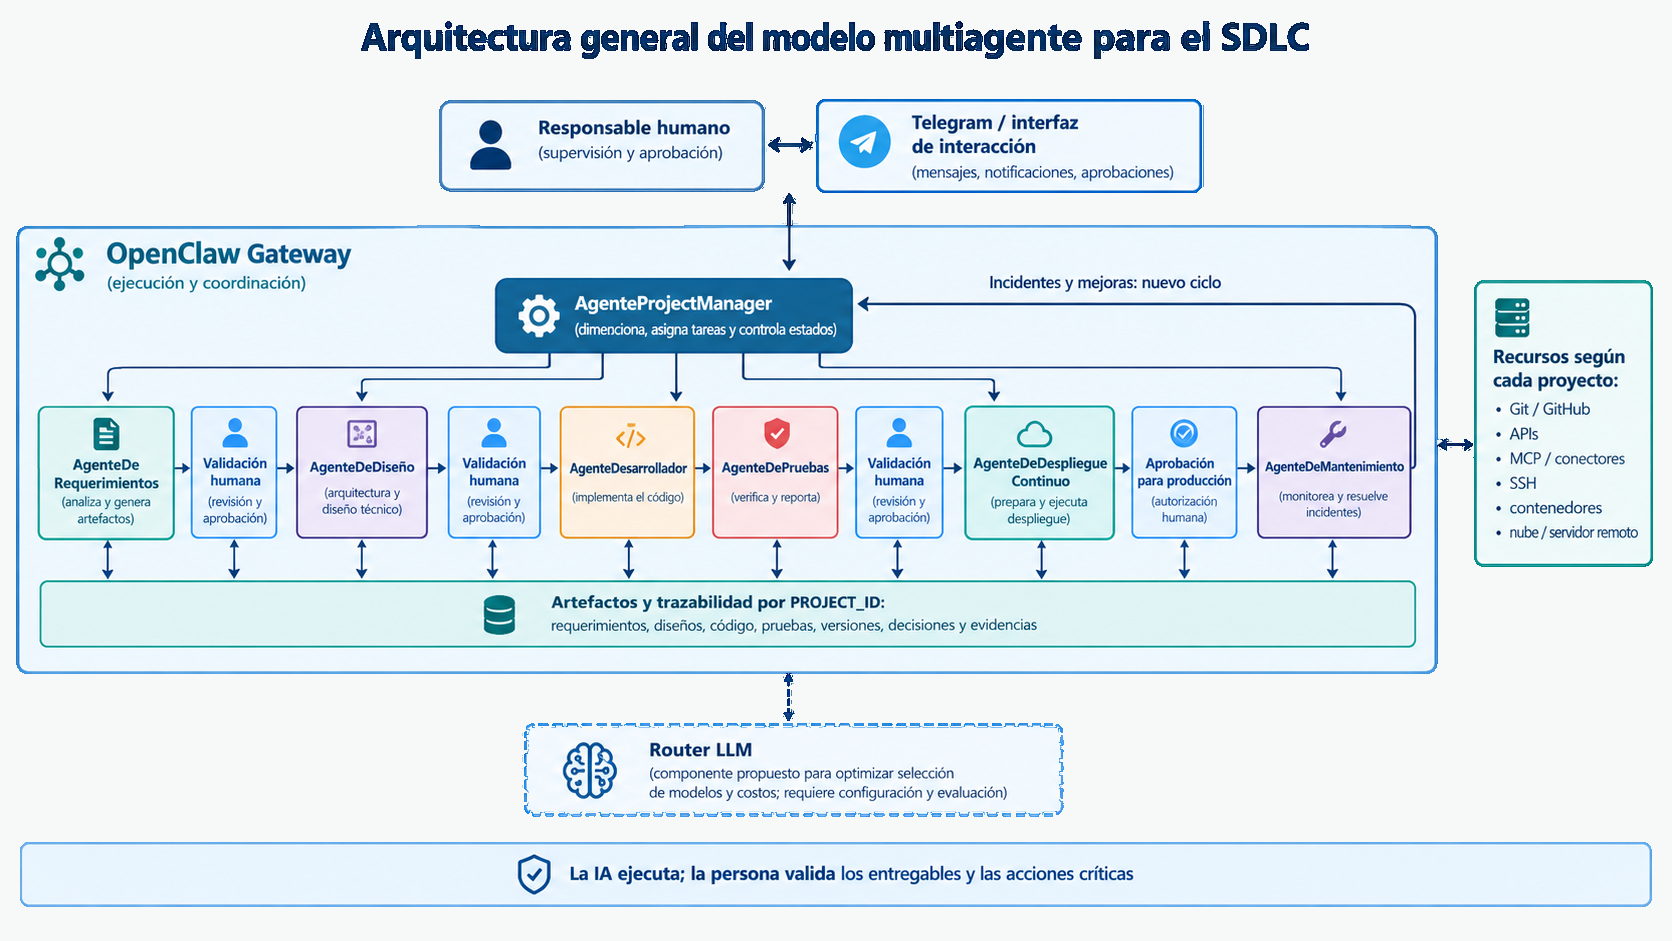 Arquitectura general del modelo multiagente para el SDLC
Responsable humano
(supervisión y aprobación)
Telegram / interfaz
de interacción
(mensajes, notificaciones, aprobaciones)
OpenClaw Gateway
(ejecución y coordinación)
AgenteProjectManager
(dimenciona, asigna tareas y controla estados)
Incidentes y mejoras: nuevo ciclo
AgenteDe
Requerimientos
(analiza y genera
artefactos)
Validación
humana
(revisión y
aprobación)
AgenteDeDiseño
(arquitectura y
diseño técnico)
Validación
humana
(revisión y
aprobación)
AgenteDesarrollador
(implementa el código)
AgenteDePruebas
(verifica y reporta)
Validación
humana
(revisión y
aprobación)
AgenteDeDespliegue
Continuo
(prepara y ejecuta
despliegue)
Aprobación
para producción
(autorización
humana)
AgenteDeMantenimiento
(monitorea y resuelve
incidentes)
Artefactos y trazabilidad por PROJECT_ID:
requerimientos, diseños, código, pruebas, versiones, decisiones y evidencias
Recursos según
cada proyecto:
• Git / GitHub
• APIs
• MCP / conectores
• SSH
• contenedores
• nube / servidor remoto
Router LLM
(componente propuesto para optimizar selección
de modelos y costos; requiere configuración y evaluación)
La IA ejecuta; la persona valida los entregables y las acciones críticas